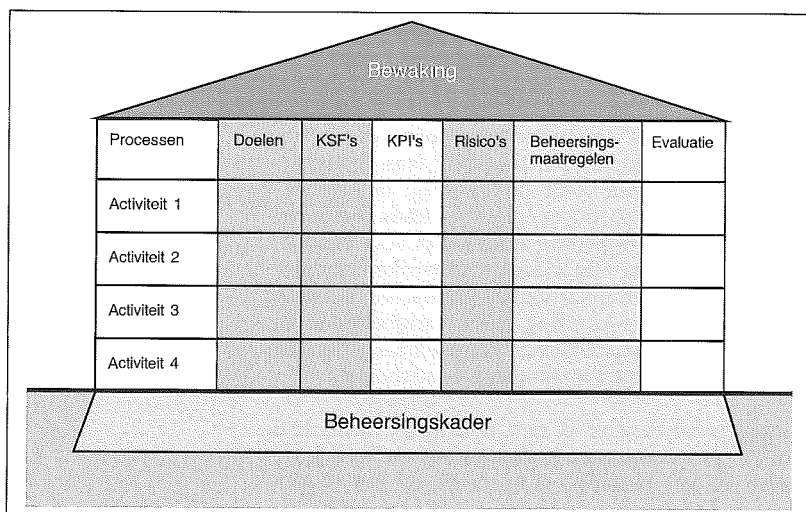 Bewaking
Processen Doelen KSF's KPI's Risico's Beheersings-
maatregelen Evaluatie
Activiteit 1
Activiteit 2
Activiteit 3
Activiteit 4
Beheersingskader